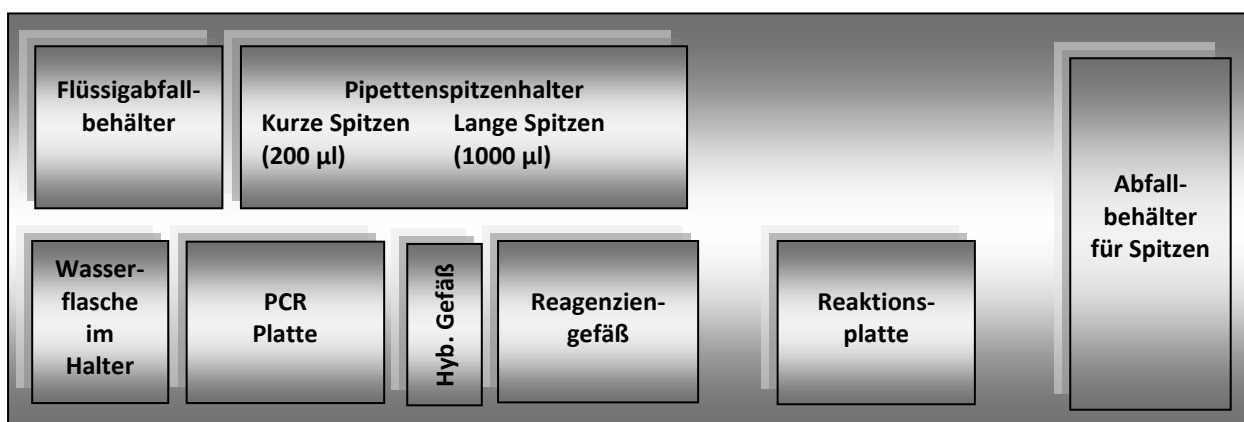 Flüssigabfall-
behälter
Pipettenspitzenhalter
Kurze Spitzen Lange Spitzen
(200 µl) (1000 µl)
Abfall-
behälter
für Spitzen
Wasser-
flasche
im
Halter
PCR
Platte
Hyb. Gefäß
Reagenzien-
gefäß
Reaktions-
platte